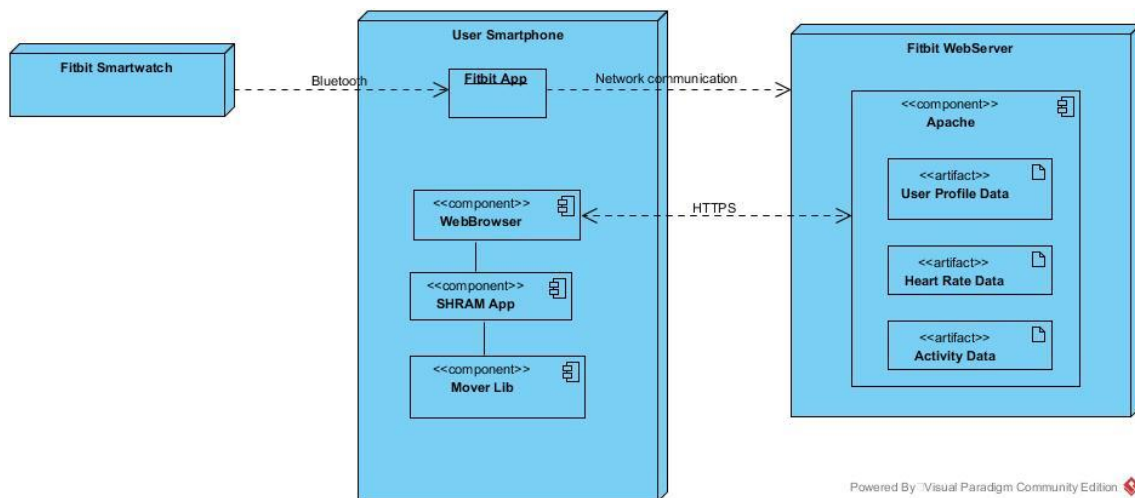 Fitbit Smartwatch
Bluetooth
User Smartphone
Fitbit App
Network communication
<<component>>
WebBrowser
<<component>>
SHRAM App
<<component>>
Mover Lib
HTTPS
Fitbit WebServer
<<component>>
Apache
<<artifact>>
User Profile Data
<<artifact>>
Heart Rate Data
<<artifact>>
Activity Data
Powered By Visual Paradigm Community Edition